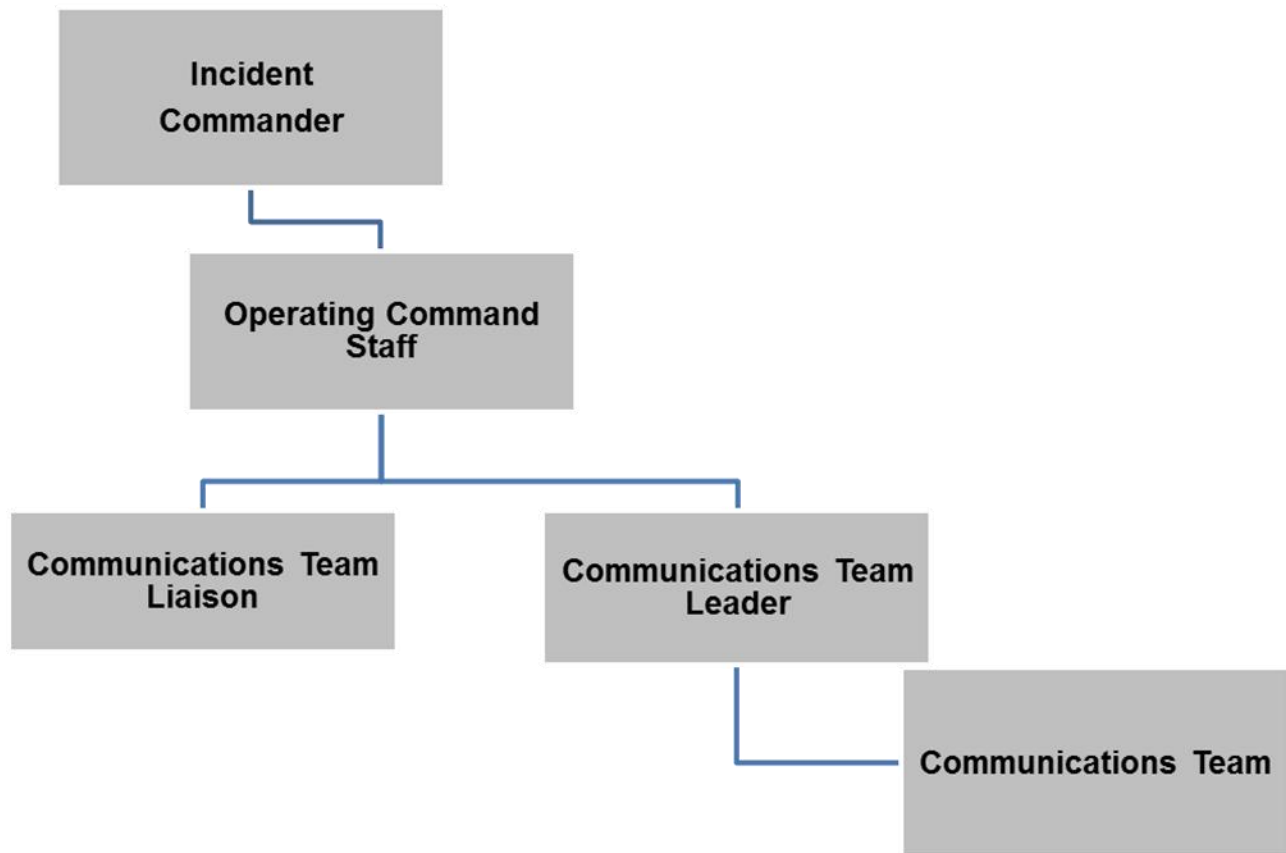 Incident
Commander
Operating Command
Staff
Communications Team
Liaison
Communications Team
Leader
Communications Team